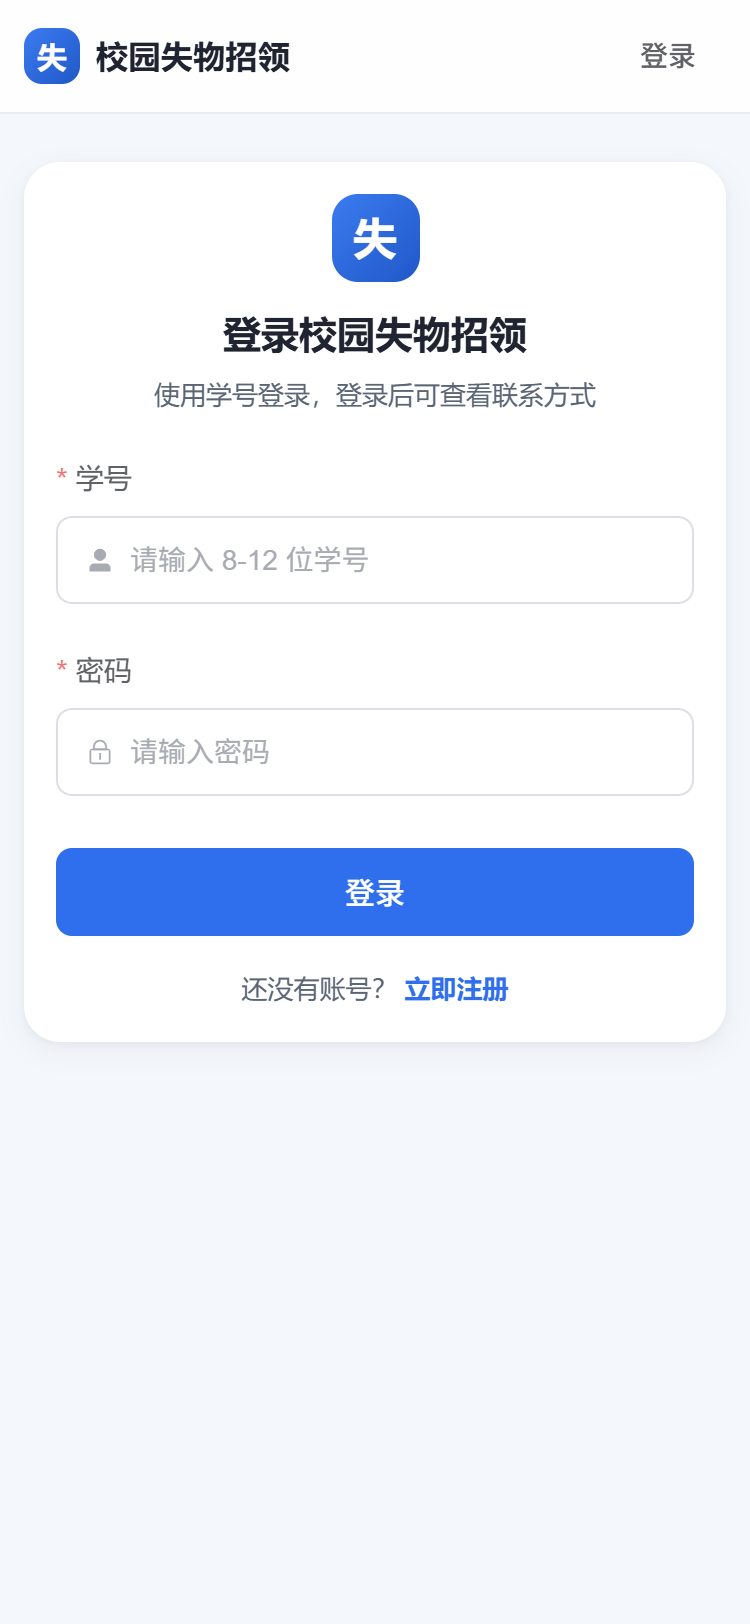 失 校园失物招领 登录
失
登录校园失物招领
使用学号登录，登录后可查看联系方式
* 学号
请输入 8-12 位学号
* 密码
请输入密码
登录
还没有账号？ 立即注册